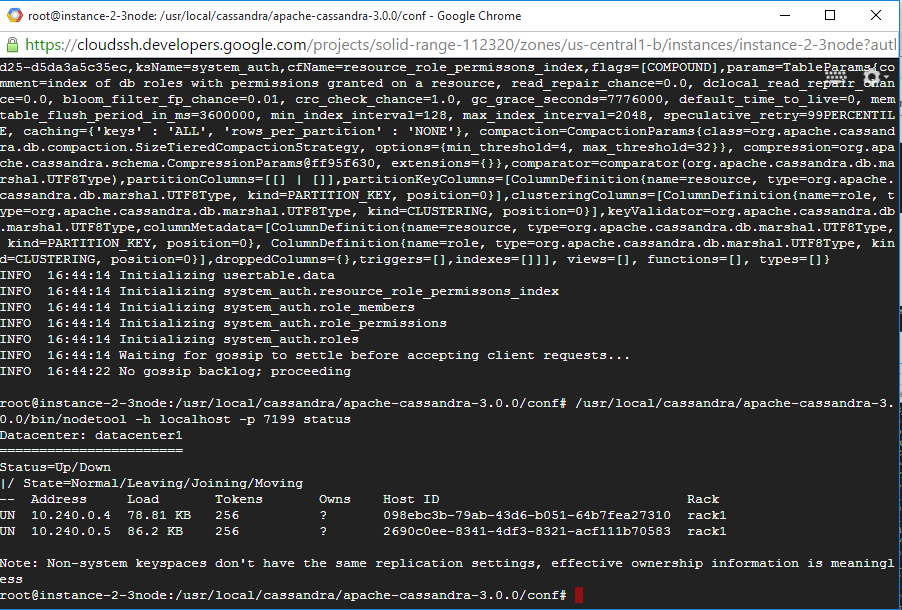 root@instance-2-3node: /usr/local/cassandra/apache-cassandra-3.0.0/conf - Google Chrome
https://cloudssh.developers.google.com/projects/solid-range-112320/zones/us-central1-b/instances/instance-2-3node?autl
d25-d5da3a5c35ec,ksName=system_auth,cfName=resource_role_permissons_index,flags=[COMPOUND],params=TableParams{co
mment=index of db roles with permissions granted on a resource, read_repair_chance=0.0, dclocal_read_repair_chan
ce=0.0, bloom_filter_fp_chance=0.01, crc_check_chance=1.0, gc_grace_seconds=7776000, default_time_to_live=0, mem
table_flush_period_in_ms=3600000, min_index_interval=128, max_index_interval=2048, speculative_retry=99PERCENTIL
E, caching={'keys' : 'ALL', 'rows_per_partition' : 'NONE'}, compaction=CompactionParams{class=org.apache.cassand
ra.db.compaction.SizeTieredCompactionStrategy, options={min_threshold=4, max_threshold=32}}, compression=org.apa
che.cassandra.schema.CompressionParams@ff95f630, extensions={}},comparator=comparator(org.apache.cassandra.db.ma
rshal.UTF8Type),partitionColumns=[[] | []],partitionKeyColumns=[ColumnDefinition{name=resource, type=org.apache.
cassandra.db.marshal.UTF8Type, kind=PARTITION_KEY, position=0}],clusteringColumns=[ColumnDefinition{name=role, t
ype=org.apache.cassandra.db.marshal.UTF8Type, kind=CLUSTERING, position=0}],keyValidator=org.apache.cassandra.db
.marshal.UTF8Type,columnMetadata=[ColumnDefinition{name=resource, type=org.apache.cassandra.db.marshal.UTF8Type,
 kind=PARTITION_KEY, position=0}, ColumnDefinition{name=role, type=org.apache.cassandra.db.marshal.UTF8Type, kin
d=CLUSTERING, position=0}],droppedColumns={},triggers=[],indexes=[]]], views=[], functions=[], types=[]}
INFO  16:44:14 Initializing usertable.data
INFO  16:44:14 Initializing system_auth.resource_role_permissons_index
INFO  16:44:14 Initializing system_auth.role_members
INFO  16:44:14 Initializing system_auth.role_permissions
INFO  16:44:14 Initializing system_auth.roles
INFO  16:44:14 Waiting for gossip to settle before accepting client requests...
INFO  16:44:22 No gossip backlog; proceeding
root@instance-2-3node:/usr/local/cassandra/apache-cassandra-3.0.0/conf# /usr/local/cassandra/apache-cassandra-3.
0.0/bin/nodetool -h localhost -p 7199 status
Datacenter: datacenter1
=======================
Status=Up/Down
|/ State=Normal/Leaving/Joining/Moving
--  Address     Load       Tokens       Owns    Host ID                               Rack
UN  10.240.0.4  78.81 KB   256          ?       098ebc3b-79ab-43d6-b051-64b7fea27310  rack1
UN  10.240.0.5  86.2 KB    256          ?       2690c0ee-8341-4df3-8321-acf111b70583  rack1
Note: Non-system keyspaces don't have the same replication settings, effective ownership information is meaningl
ess
root@instance-2-3node:/usr/local/cassandra/apache-cassandra-3.0.0/conf#